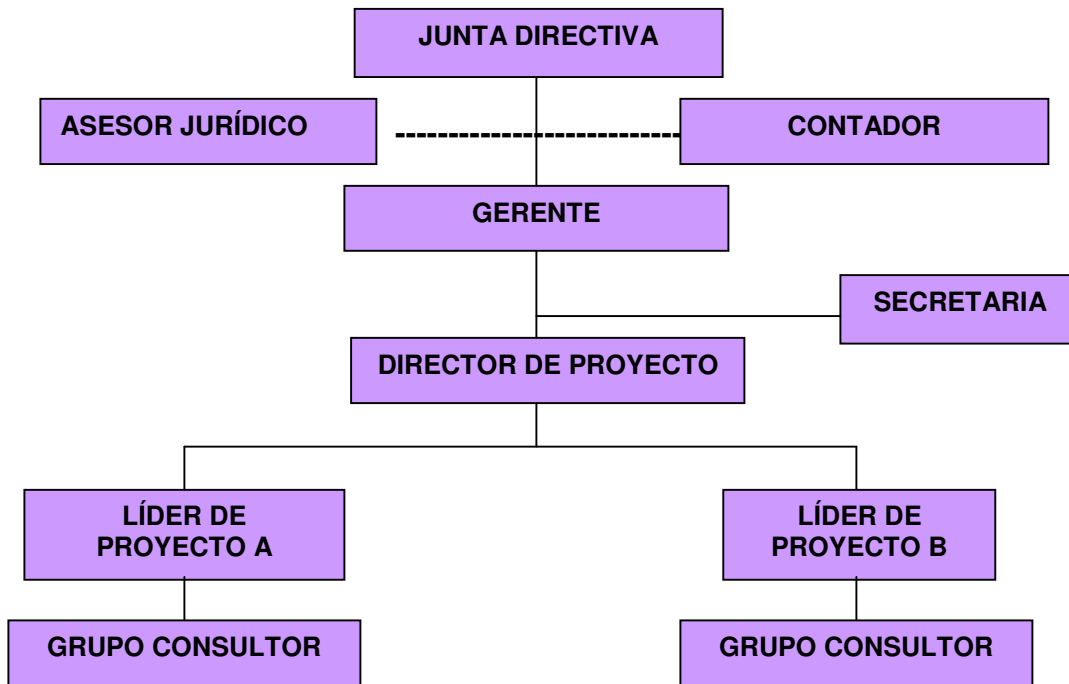 JUNTA DIRECTIVA
ASESOR JURÍDICO
CONTADOR
GERENTE
SECRETARIA
DIRECTOR DE PROYECTO
LÍDER DE
PROYECTO A
LÍDER DE
PROYECTO B
GRUPO CONSULTOR
GRUPO CONSULTOR